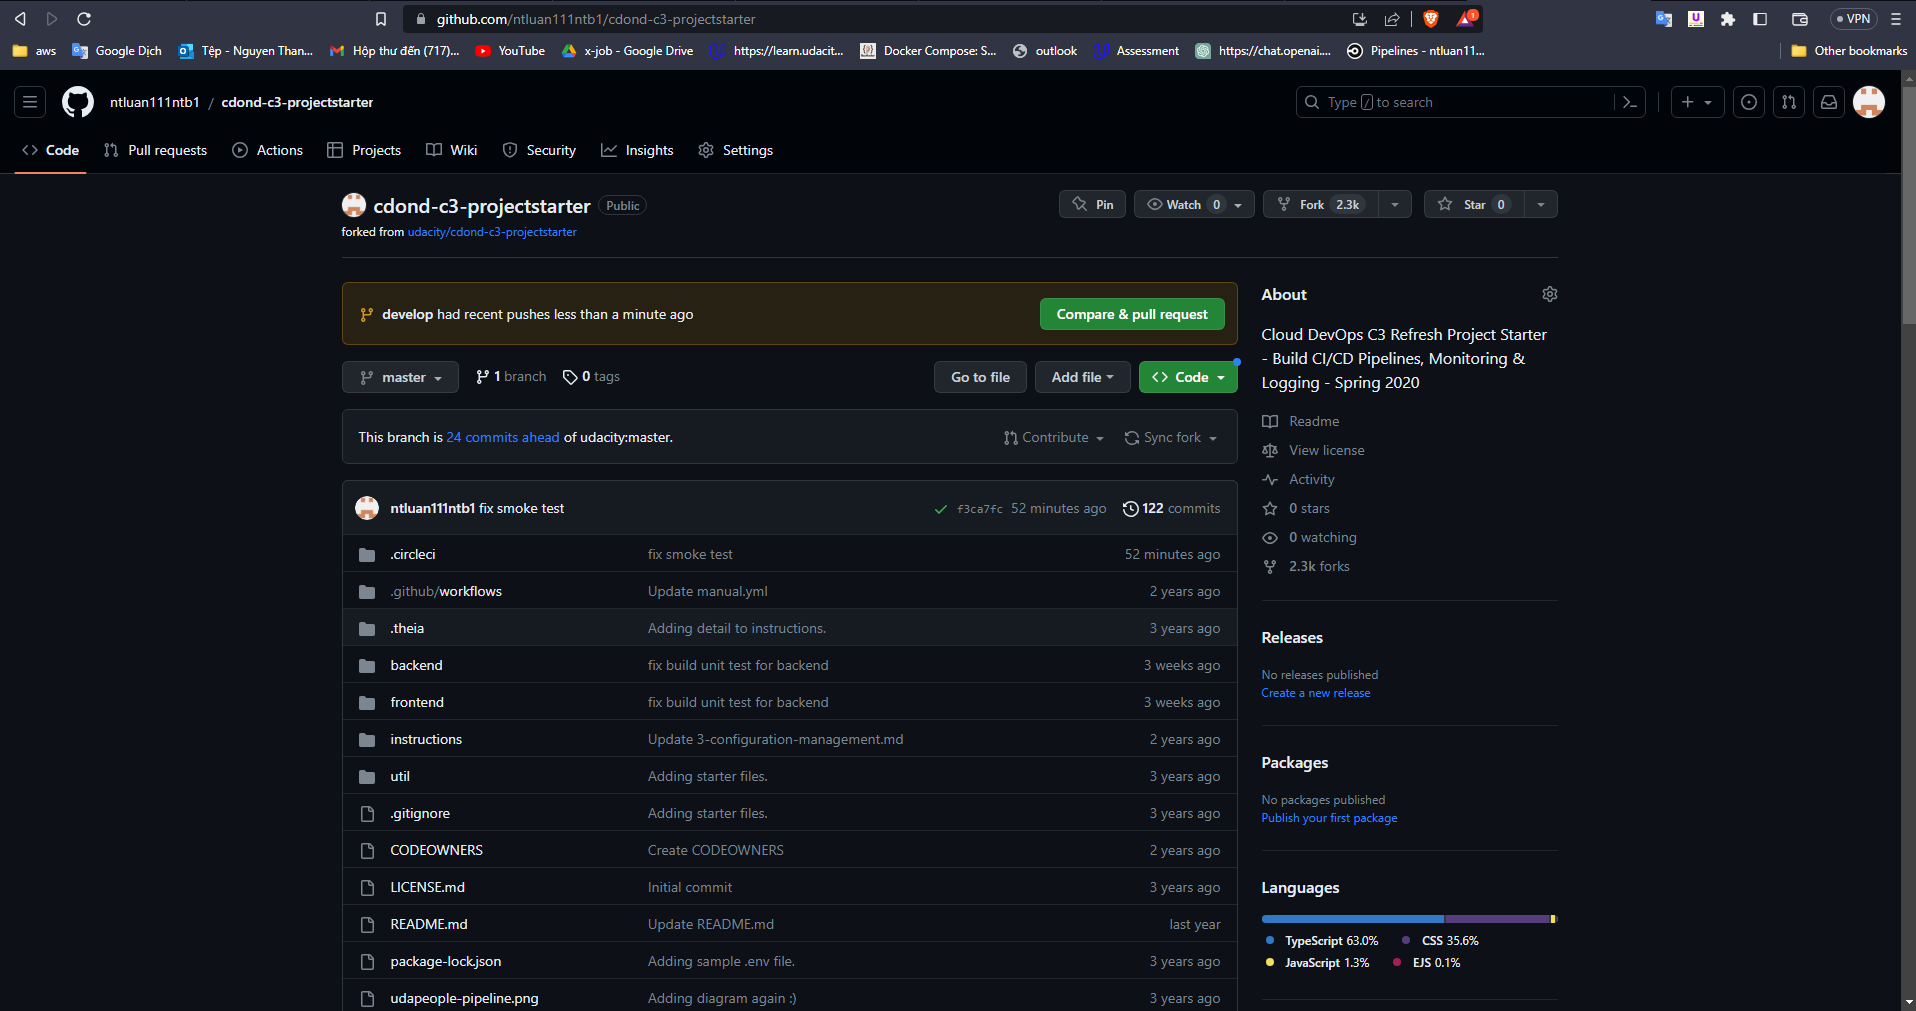 github.com/ntluan111ntb1/cdond-c3-projectstarter
1
VPN
aws
Google Dịch
Tệp - Nguyen Than...
Hộp thư đến (717)...
YouTube
x-job - Google Drive
https://learn.udacit...
Docker Compose: S...
outlook
Assessment
https://chat.openai....
Pipelines - ntluan11...
Other bookmarks
ntluan111ntb1 / cdond-c3-projectstarter
Type / to search
Code
Pull requests
Actions
Projects
Wiki
Security
Insights
Settings
cdond-c3-projectstarter Public
Pin
Watch 0
Fork 2.3k
Star 0
forked from udacity/cdond-c3-projectstarter
develop had recent pushes less than a minute ago
Compare & pull request
master
1 branch
0 tags
Go to file
Add file
Code
This branch is 24 commits ahead of udacity:master.
Contribute
Sync fork
ntluan111ntb1 fix smoke test f3ca7fc 52 minutes ago 122 commits
.circleci fix smoke test 52 minutes ago
.github/workflows Update manual.yml 2 years ago
.theia Adding detail to instructions. 3 years ago
backend fix build unit test for backend 3 weeks ago
frontend fix build unit test for backend 3 weeks ago
instructions Update 3-configuration-management.md 2 years ago
util Adding starter files. 3 years ago
.gitignore Adding starter files. 3 years ago
CODEOWNERS Create CODEOWNERS 2 years ago
LICENSE.md Initial commit 3 years ago
README.md Update README.md last year
package-lock.json Adding sample .env file. 3 years ago
udapeople-pipeline.png Adding diagram again :) 3 years ago
About
Cloud DevOps C3 Refresh Project Starter
- Build CI/CD Pipelines, Monitoring &
Logging - Spring 2020
Readme
View license
Activity
0 stars
0 watching
2.3k forks
Releases
No releases published
Create a new release
Packages
No packages published
Publish your first package
Languages
TypeScript 63.0% CSS 35.6%
JavaScript 1.3% EJS 0.1%